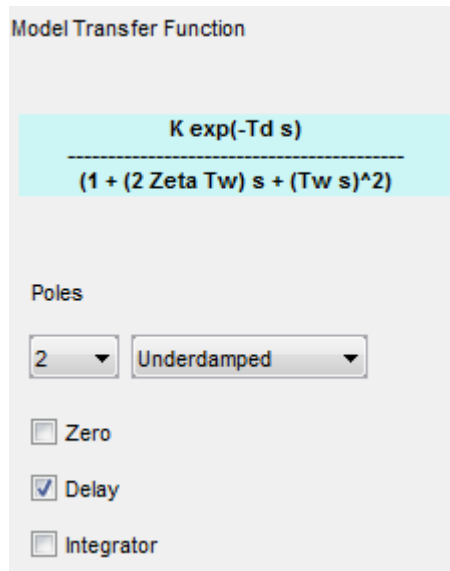 Model Transfer Function
K exp(-Td s)
------------------------------------------
(1 + (2 Zeta Tw) s + (Tw s)^2)
Poles
2 Underdamped
Zero
Delay
Integrator